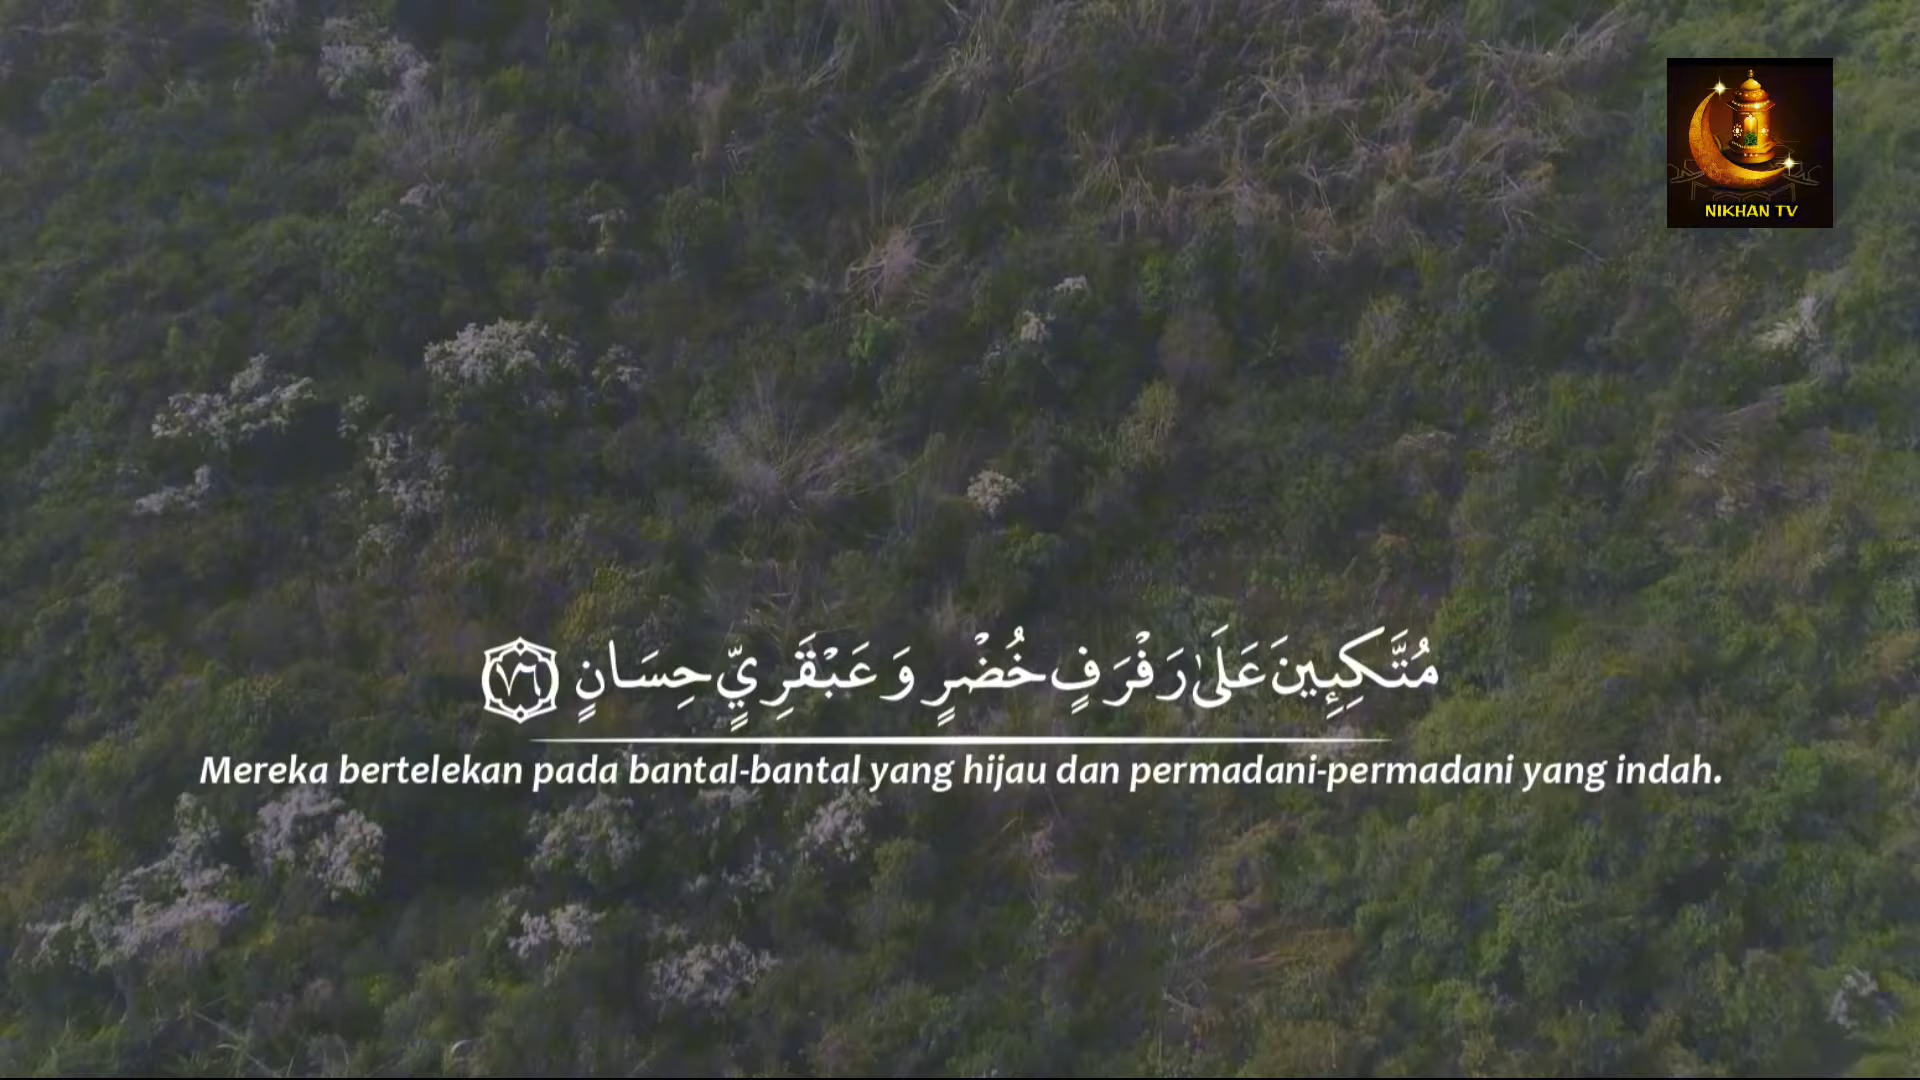 NIKHAN TV
مُتَّكِـِٔينَ عَلَىٰ رَفْرَفٍ خُضْرٍ وَعَبْقَرِيٍّ حِسَانٍ ٧٦
Mereka bertelekan pada bantal-bantal yang hijau dan permadani-permadani yang indah.